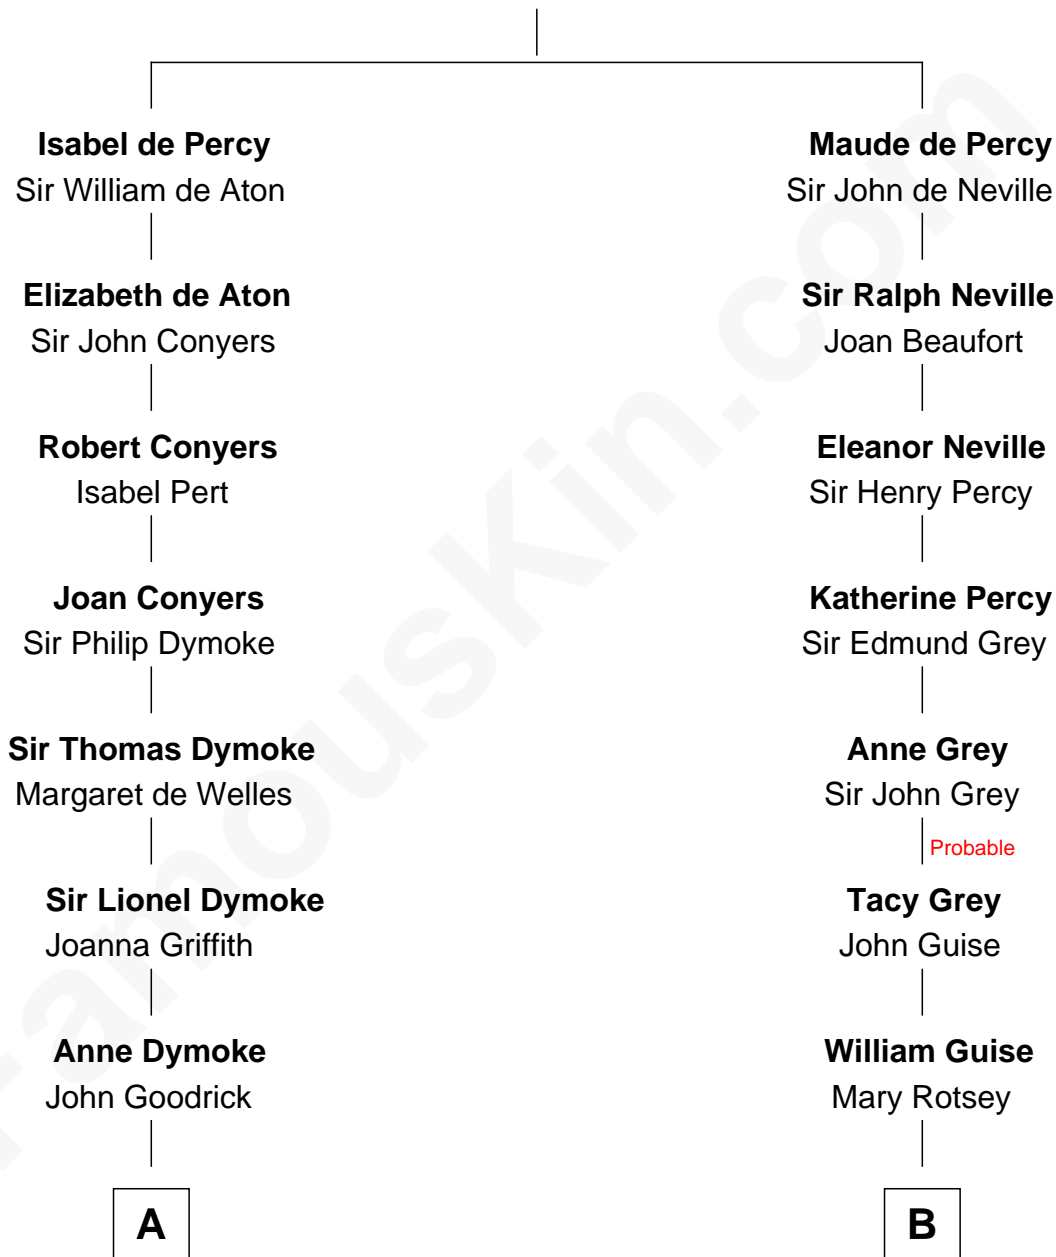 Isabel de Percy
Sir William de Aton
Elizabeth de Aton
Sir John Conyers
Robert Conyers
Isabel Pert
Joan Conyers
Sir Philip Dymoke
Sir Thomas Dymoke
Margaret de Welles
Sir Lionel Dymoke
Joanna Griffith
Anne Dymoke
John Goodrick
A
Maude de Percy
Sir John de Neville
Sir Ralph Neville
Joan Beaufort
Eleanor Neville
Sir Henry Percy
Katherine Percy
Sir Edmund Grey
Anne Grey
Sir John Grey
Probable
Tacy Grey
John Guise
William Guise
Mary Rotsey
B
FamousKin.com